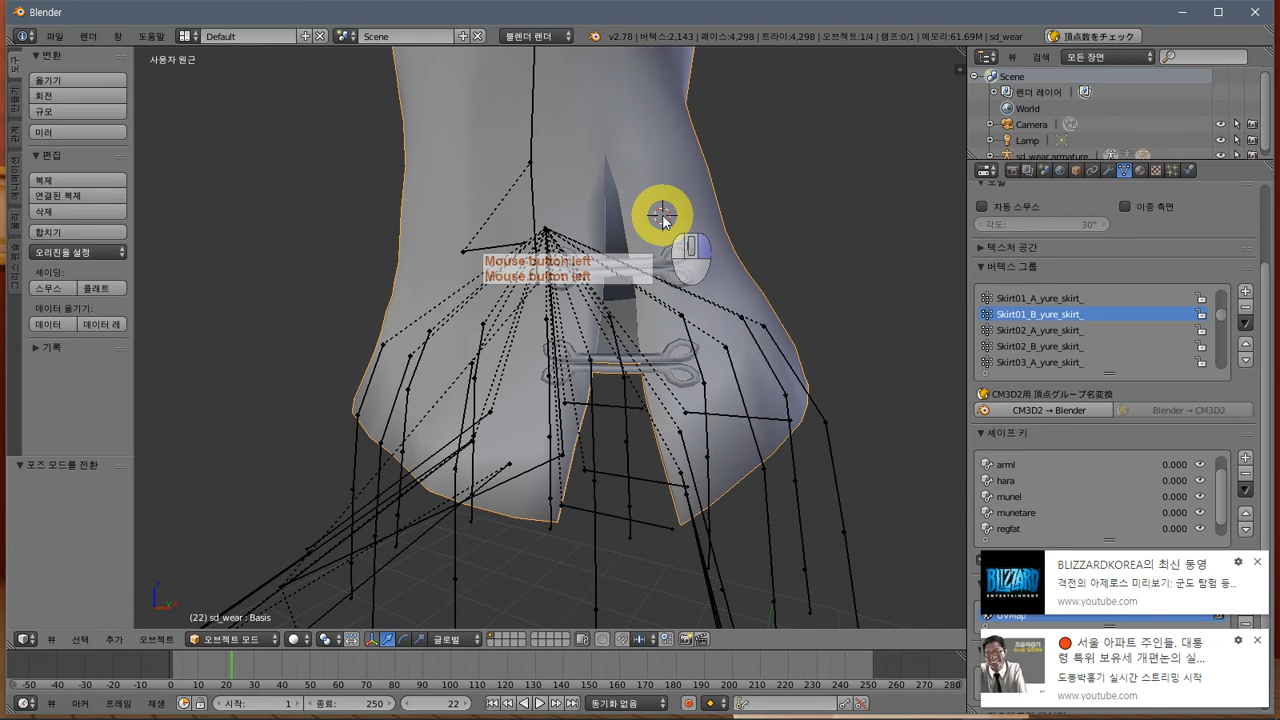 Blender
파일
렌더
창
도움말
Default
Scene
블렌더 렌더
v2.78 | 버텍스:2,143 | 페이스:4,298 | 트라이:4,298 | 오브젝트:1/4 | 램프:0/1 | 메모리:61.69M | sd_wear
頂点数をチェック
변환
옮기기
회전
규모
미러
편집
복제
연결된 복제
삭제
합치기
오리진을 설정
셰이딩:
스무스
플래트
데이터 옮기기:
데이터
데이터 레
기록
포즈 모드를 전환
사용자 원근
Mouse button left
Mouse button left
(22) sd_wear : Basis
뷰
검색
모든 장면
Scene
렌더 레이어
World
Camera
Lamp
sd_wear.armature
자동 스무스
이중 측면
각도:
30°
텍스처 공간
버텍스 그룹
Skirt01_A_yure_skirt_
Skirt01_B_yure_skirt_
Skirt02_A_yure_skirt_
Skirt02_B_yure_skirt_
Skirt03_A_yure_skirt_
CM3D2用 頂点グループ名変換
CM3D2 → Blender
Blender → CM3D2
셰이프 키
arml 0.000
hara 0.000
munel 0.000
munetare 0.000
regfat 0.000
BLIZZARDKOREA의 최신 동영
격전의 아제로스 미리보기: 군도 탐험 등...
www.youtube.com
UVMap
🔴 서울 아파트 주인들. 대통
령 특위 보유세 개편논의 실...
도봉박홍기 실시간 스트리밍 시작
www.youtube.com
뷰
선택
추가
오브젝트
오브젝트 모드
글로벌
-50 -40 -30 -20 -10 0 10 20 30 40 50 60 70 80 90 100 110 120 130 140 150 160 170 180 190 200 210 220 230 240 250 260 270 280
뷰
마커
프레임
재생
시작: 1
종료: 250
22
동기화 없음